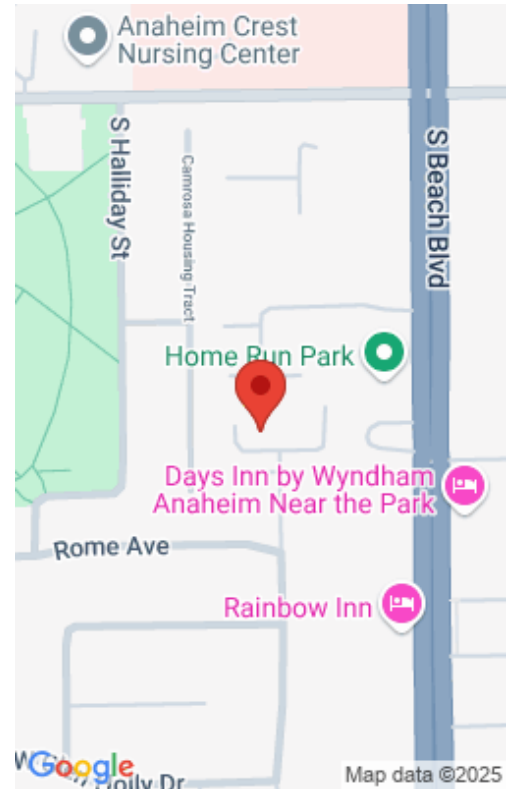 Anaheim Crest
Nursing Center
S Halliday St
Camrosa Housing Tract
S Beach Blvd
Home Run Park
Days Inn by Wyndham
Anaheim Near the Park
Rome Ave
Rainbow Inn
W
Dr
Google
Map data ©2025